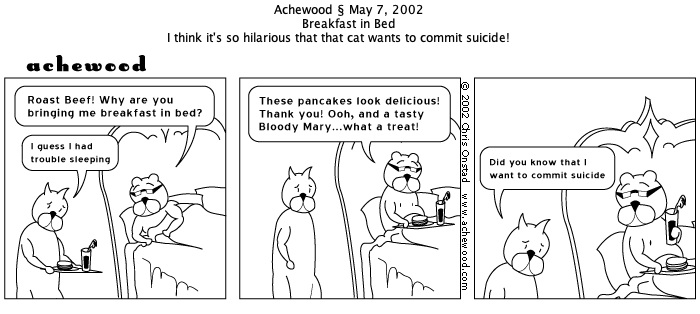 Achewood § May 7, 2002
Breakfast in Bed
I think it's so hilarious that that cat wants to commit suicide!
achewood
Roast Beef! Why are you
bringing me breakfast in bed?
I guess I had
trouble sleeping
These pancakes look delicious!
Thank you! Ooh, and a tasty
Bloody Mary...what a treat!
© 2002 Chris Onstad www.achewood.com
Did you know that I
want to commit suicide